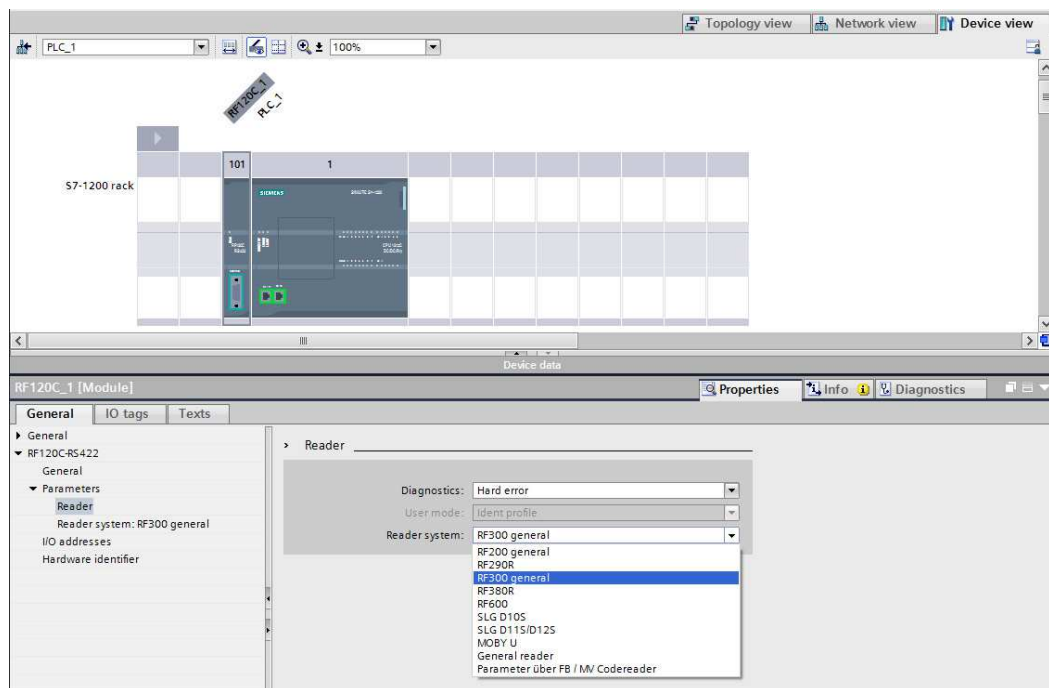 Topology view Network view Device view
PLC_1 100%
RF120C_1
PLC_1
101 1
S7-1200 rack
SIEMENS
Device data
RF120C_1 [Module] Properties Info Diagnostics
General IO tags Texts
General
RF120C-RS422
General
Parameters
Reader
Reader system: RF300 general
I/O addresses
Hardware identifier
Reader
Diagnostics: Hard error
User mode: Ident profile
Reader system: RF300 general
RF200 general
RF290R
RF300 general
RF380R
RF600
SLG D10S
SLG D11S/D12S
MOBY U
General reader
Parameter über FB / MV Codereader